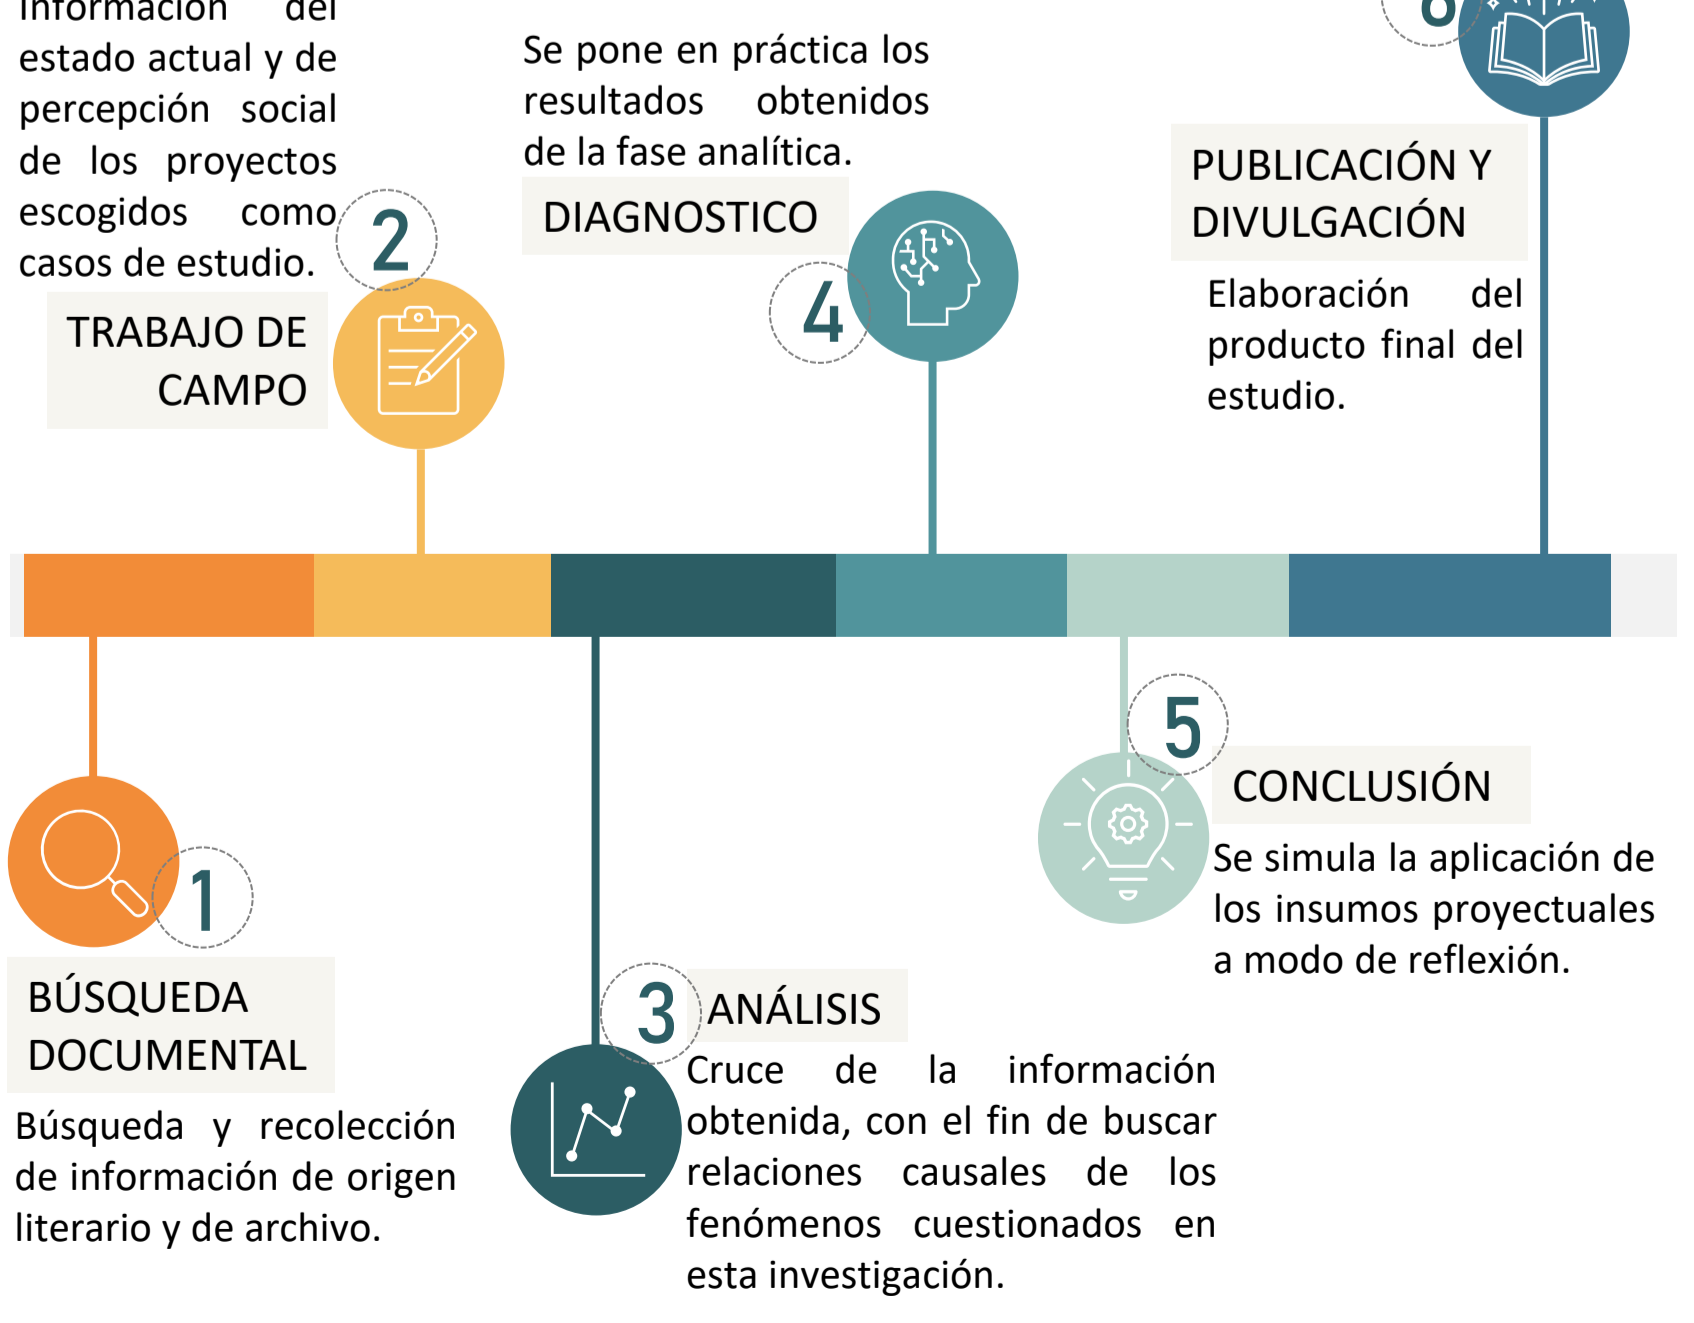 Información del
estado actual y de
percepción social
de los proyectos
escogidos como
casos de estudio.
2
TRABAJO DE
CAMPO
Se pone en práctica los
resultados obtenidos
de la fase analítica.
DIAGNOSTICO
4
6
PUBLICACIÓN Y
DIVULGACIÓN
Elaboración del
producto final del
estudio.
1
BÚSQUEDA
DOCUMENTAL
Búsqueda y recolección
de información de origen
literario y de archivo.
3
ANÁLISIS
Cruce de la información
obtenida, con el fin de buscar
relaciones causales de los
fenómenos cuestionados en
esta investigación.
5
CONCLUSIÓN
Se simula la aplicación de
los insumos proyectuales
a modo de reflexión.